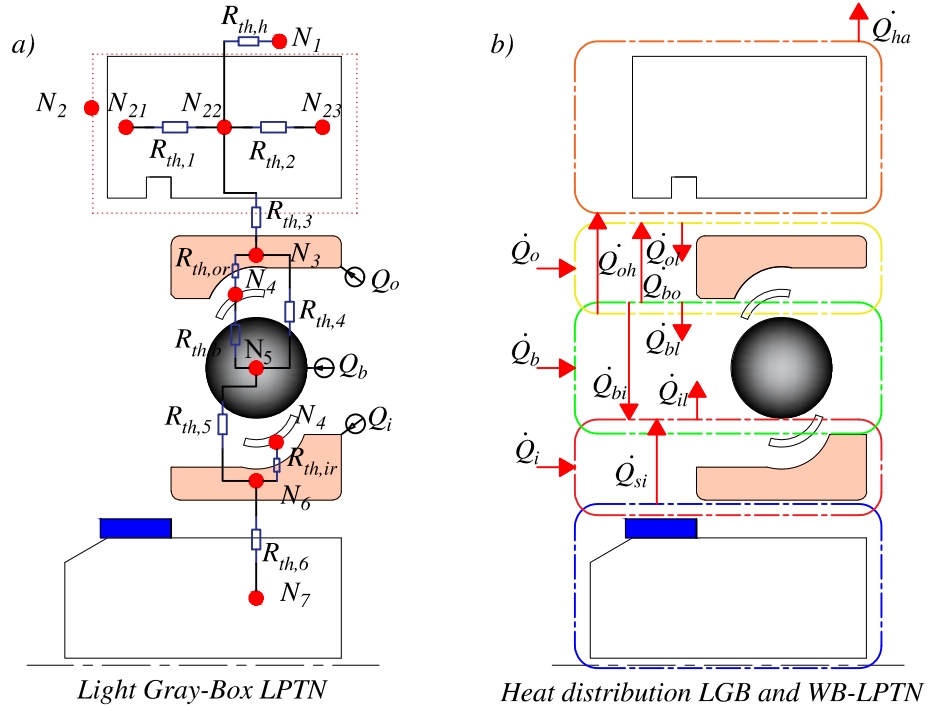 a)
R_{th,h}
N_1
N_2
N_{21}
N_{22}
N_{23}
R_{th,1}
R_{th,2}
R_{th,3}
N_3
R_{th,or}
N_4
Q_o
R_{th,4}
R_{th,b}
N_5
Q_b
R_{th,5}
N_4
Q_i
R_{th,ir}
N_6
R_{th,6}
N_7
Light Gray-Box LPTN
b)
Q̇_{ha}
Q̇_o
Q̇_{oh}
Q̇_{ol}
Q̇_{bo}
Q̇_b
Q̇_{bl}
Q̇_{bi}
Q̇_{il}
Q̇_i
Q̇_{si}
Heat distribution LGB and WB-LPTN